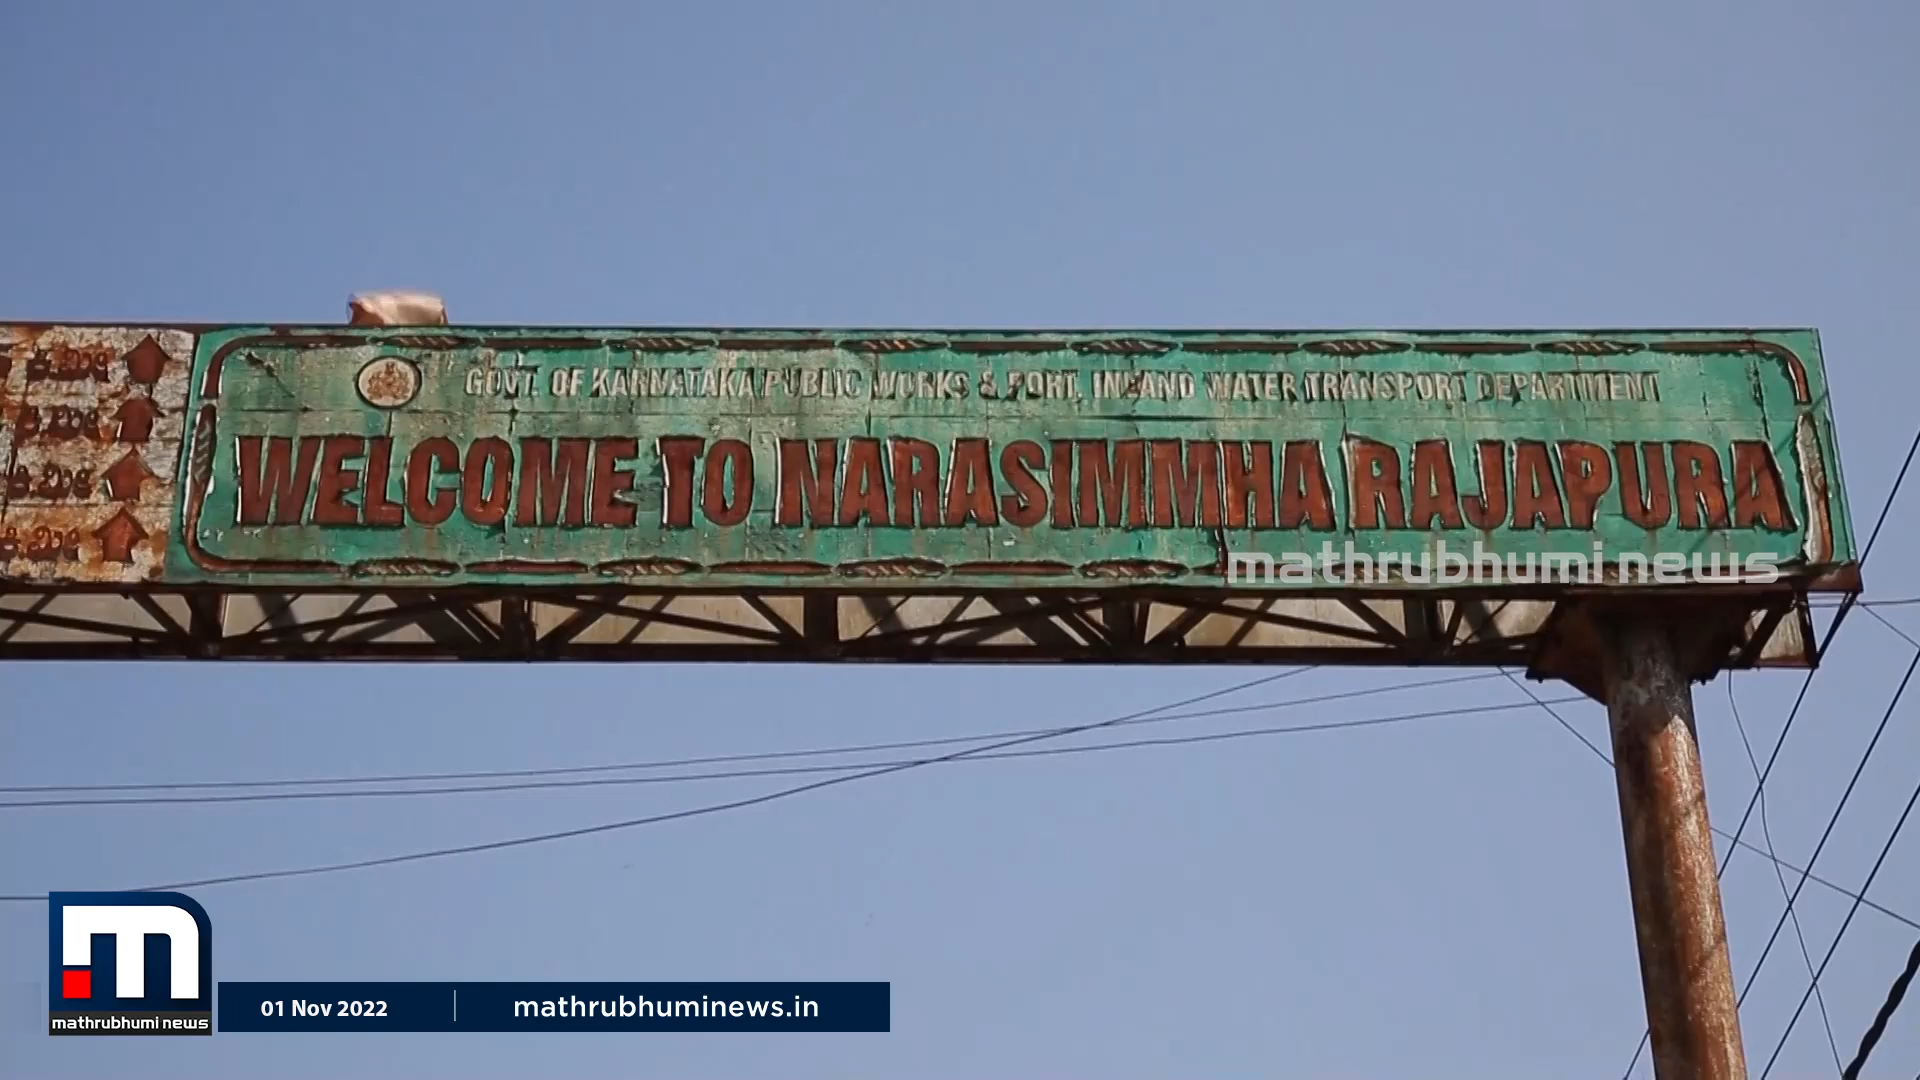 ಕಿ.ಮೀ
ಕಿ.ಮೀ
ಕಿ.ಮೀ
ಕಿ.ಮೀ
GOVT. OF KARNATAKA PUBLIC WORKS & PORT, INLAND WATER TRANSPORT DEPARTMENT
WELCOME TO NARASIMMHA RAJAPURA
mathrubhumi news
mathrubhumi news
01 Nov 2022
mathrubhuminews.in